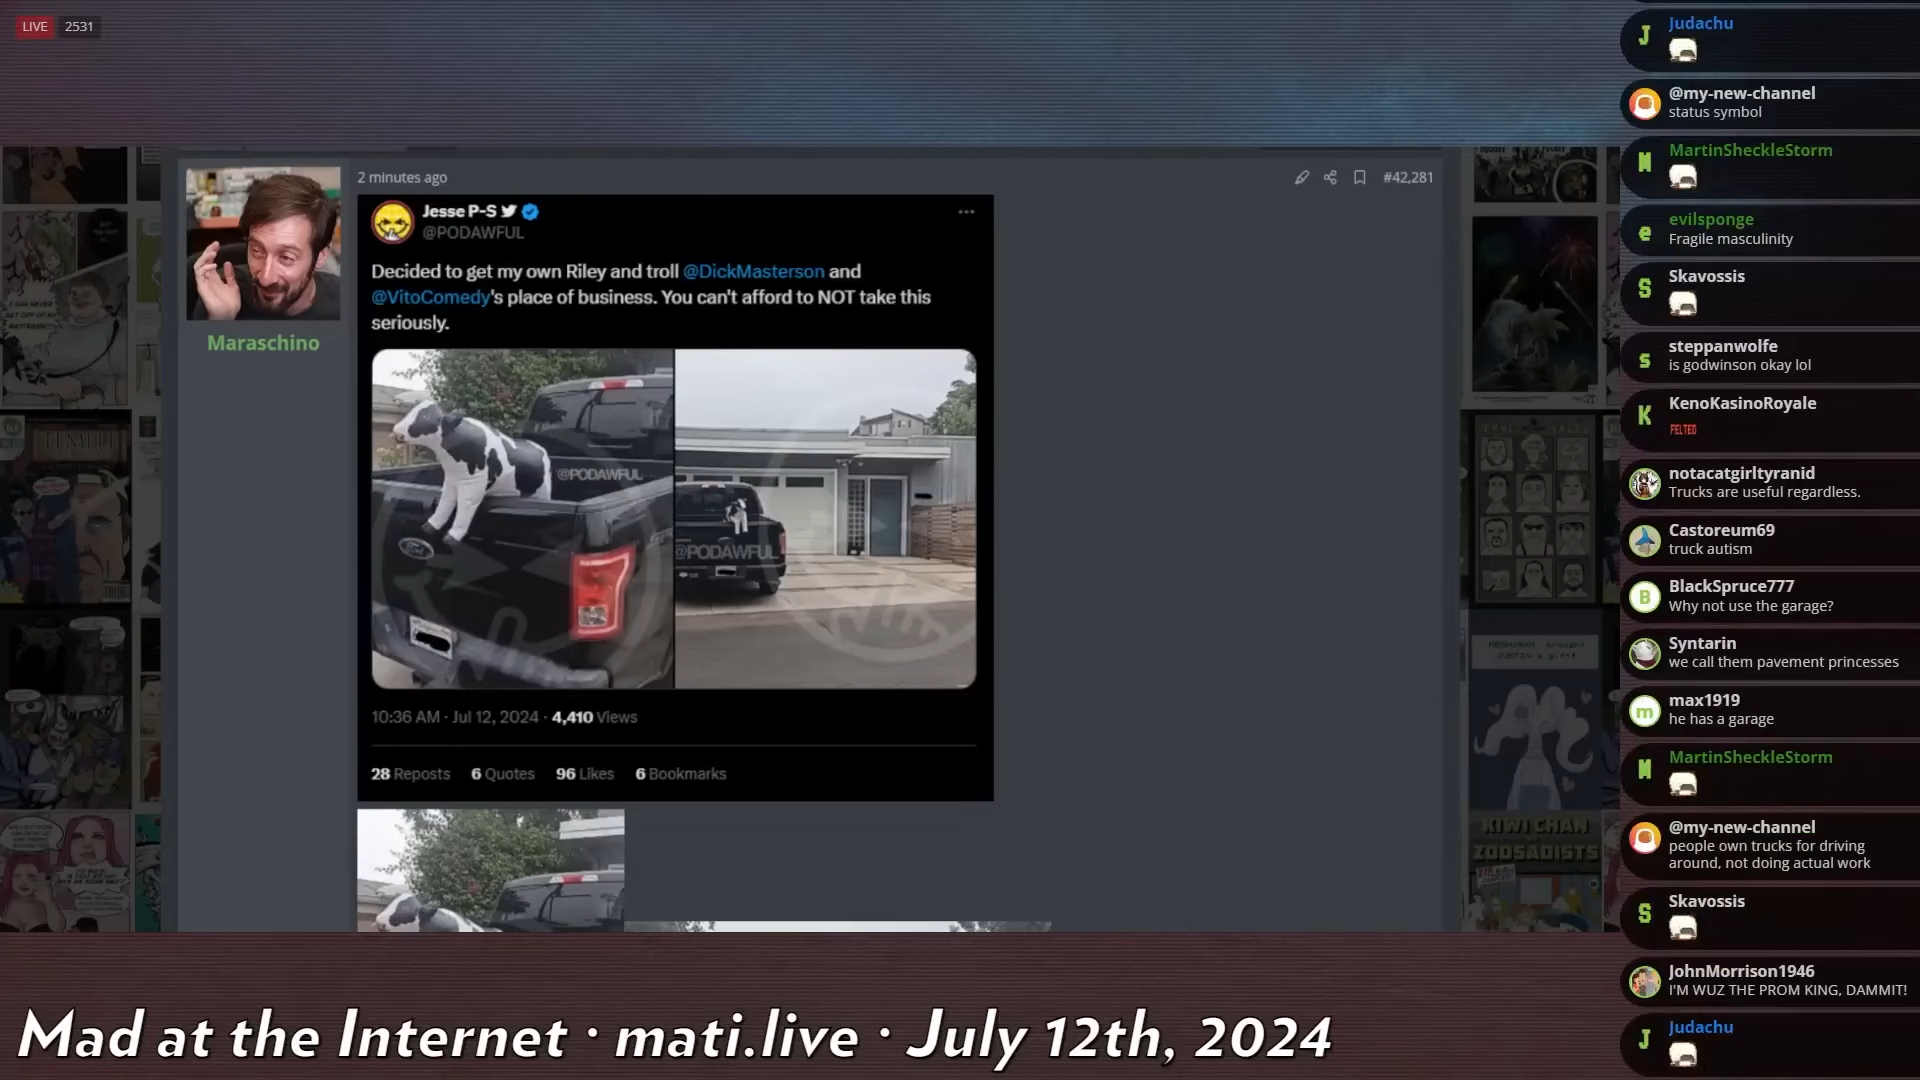 LIVE 2531
2 minutes ago
#42,281
Maraschino
Jesse P-S
@PODAWFUL
Decided to get my own Riley and troll @DickMasterson and
@VitoComedy's place of business. You can't afford to NOT take this
seriously.
@PODAWFUL
@PODAWFUL
10:36 AM · Jul 12, 2024 · 4,410 Views
28 Reposts 6 Quotes 96 Likes 6 Bookmarks
KIWI CHAN
ZOOSADISTS
Mad at the Internet · mati.live · July 12th, 2024
Judachu
@my-new-channel
status symbol
MartinSheckleStorm
evilsponge
Fragile masculinity
Skavossis
steppanwolfe
is godwinson okay lol
KenoKasinoRoyale
FELTED
notacatgirltyranid
Trucks are useful regardless.
Castoreum69
truck autism
BlackSpruce777
Why not use the garage?
Syntarin
we call them pavement princesses
max1919
he has a garage
MartinSheckleStorm
@my-new-channel
people own trucks for driving
around, not doing actual work
Skavossis
JohnMorrison1946
I'M WUZ THE PROM KING, DAMMIT!
Judachu